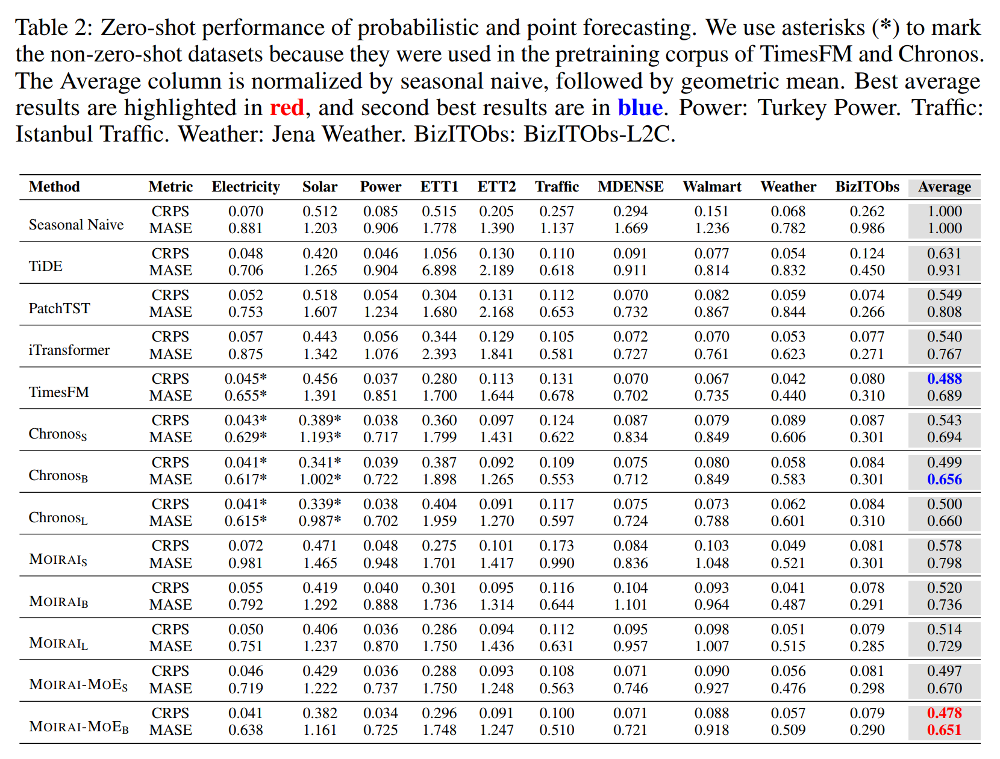 Table 2: Zero-shot performance of probabilistic and point forecasting. We use asterisks (*) to mark
the non-zero-shot datasets because they were used in the pretraining corpus of TimesFM and Chronos.
The Average column is normalized by seasonal naive, followed by geometric mean. Best average
results are highlighted in red, and second best results are in blue. Power: Turkey Power. Traffic:
Istanbul Traffic. Weather: Jena Weather. BizITObs: BizITObs-L2C.
Method Metric Electricity Solar Power ETT1 ETT2 Traffic MDENSE Walmart Weather BizITObs Average
Seasonal Naive
CRPS 0.070 0.512 0.085 0.515 0.205 0.257 0.294 0.151 0.068 0.262 1.000
MASE 0.881 1.203 0.906 1.778 1.390 1.137 1.669 1.236 0.782 0.986 1.000
TiDE
CRPS 0.048 0.420 0.046 1.056 0.130 0.110 0.091 0.077 0.054 0.124 0.631
MASE 0.706 1.265 0.904 6.898 2.189 0.618 0.911 0.814 0.832 0.450 0.931
PatchTST
CRPS 0.052 0.518 0.054 0.304 0.131 0.112 0.070 0.082 0.059 0.074 0.549
MASE 0.753 1.607 1.234 1.680 2.168 0.653 0.732 0.867 0.844 0.266 0.808
iTransformer
CRPS 0.057 0.443 0.056 0.344 0.129 0.105 0.072 0.070 0.053 0.077 0.540
MASE 0.875 1.342 1.076 2.393 1.841 0.581 0.727 0.761 0.623 0.271 0.767
TimesFM
CRPS 0.045* 0.456 0.037 0.280 0.113 0.131 0.070 0.067 0.042 0.080 0.488
MASE 0.655* 1.391 0.851 1.700 1.644 0.678 0.702 0.735 0.440 0.310 0.689
ChronosS
CRPS 0.043* 0.389* 0.038 0.360 0.097 0.124 0.087 0.079 0.089 0.087 0.543
MASE 0.629* 1.193* 0.717 1.799 1.431 0.622 0.834 0.849 0.606 0.301 0.694
ChronosB
CRPS 0.041* 0.341* 0.039 0.387 0.092 0.109 0.075 0.080 0.058 0.084 0.499
MASE 0.617* 1.002* 0.722 1.898 1.265 0.553 0.712 0.849 0.583 0.301 0.656
ChronosL
CRPS 0.041* 0.339* 0.038 0.404 0.091 0.117 0.075 0.073 0.062 0.084 0.500
MASE 0.615* 0.987* 0.702 1.959 1.270 0.597 0.724 0.788 0.601 0.310 0.660
MOIRAIS
CRPS 0.072 0.471 0.048 0.275 0.101 0.173 0.084 0.103 0.049 0.081 0.578
MASE 0.981 1.465 0.948 1.701 1.417 0.990 0.836 1.048 0.521 0.301 0.798
MOIRAIB
CRPS 0.055 0.419 0.040 0.301 0.095 0.116 0.104 0.093 0.041 0.078 0.520
MASE 0.792 1.292 0.888 1.736 1.314 0.644 1.101 0.964 0.487 0.291 0.736
MOIRAIL
CRPS 0.050 0.406 0.036 0.286 0.094 0.112 0.095 0.098 0.051 0.079 0.514
MASE 0.751 1.237 0.870 1.750 1.436 0.631 0.957 1.007 0.515 0.285 0.729
MOIRAI-MOES
CRPS 0.046 0.429 0.036 0.288 0.093 0.108 0.071 0.090 0.056 0.081 0.497
MASE 0.719 1.222 0.737 1.750 1.248 0.563 0.746 0.927 0.476 0.298 0.670
MOIRAI-MOEB
CRPS 0.041 0.382 0.034 0.296 0.091 0.100 0.071 0.088 0.057 0.079 0.478
MASE 0.638 1.161 0.725 1.748 1.247 0.510 0.721 0.918 0.509 0.290 0.651